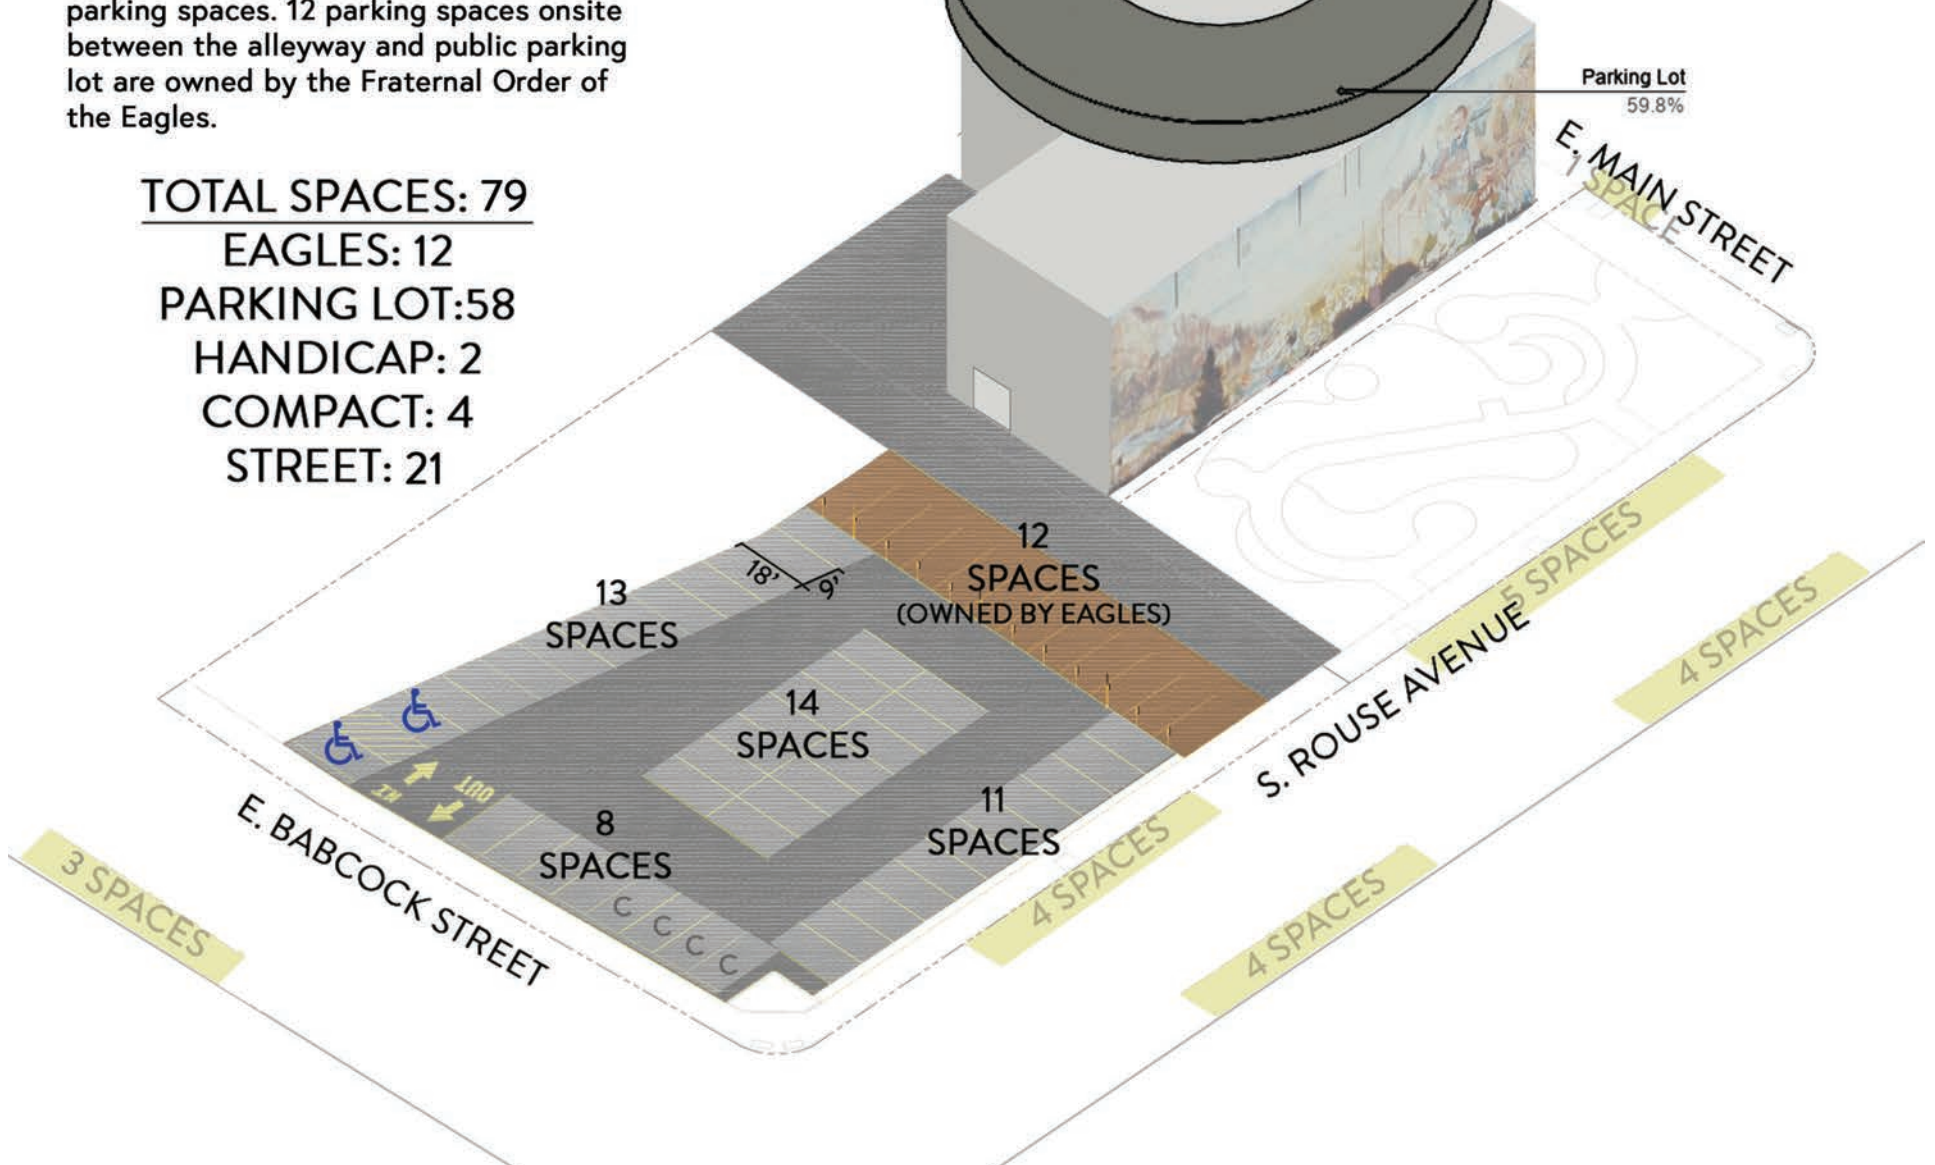 parking spaces. 12 parking spaces onsite
between the alleyway and public parking
lot are owned by the Fraternal Order of
the Eagles.
TOTAL SPACES: 79
EAGLES: 12
PARKING LOT:58
HANDICAP: 2
COMPACT: 4
STREET: 21
Parking Lot
59.8%
E. MAIN STREET
1 SPACE
12
SPACES
(OWNED BY EAGLES)
18'
9'
13
SPACES
14
SPACES
11
SPACES
8
SPACES
IN
OUT
C
C
C
C
E. BABCOCK STREET
3 SPACES
S. ROUSE AVENUE
5 SPACES
4 SPACES
4 SPACES
4 SPACES